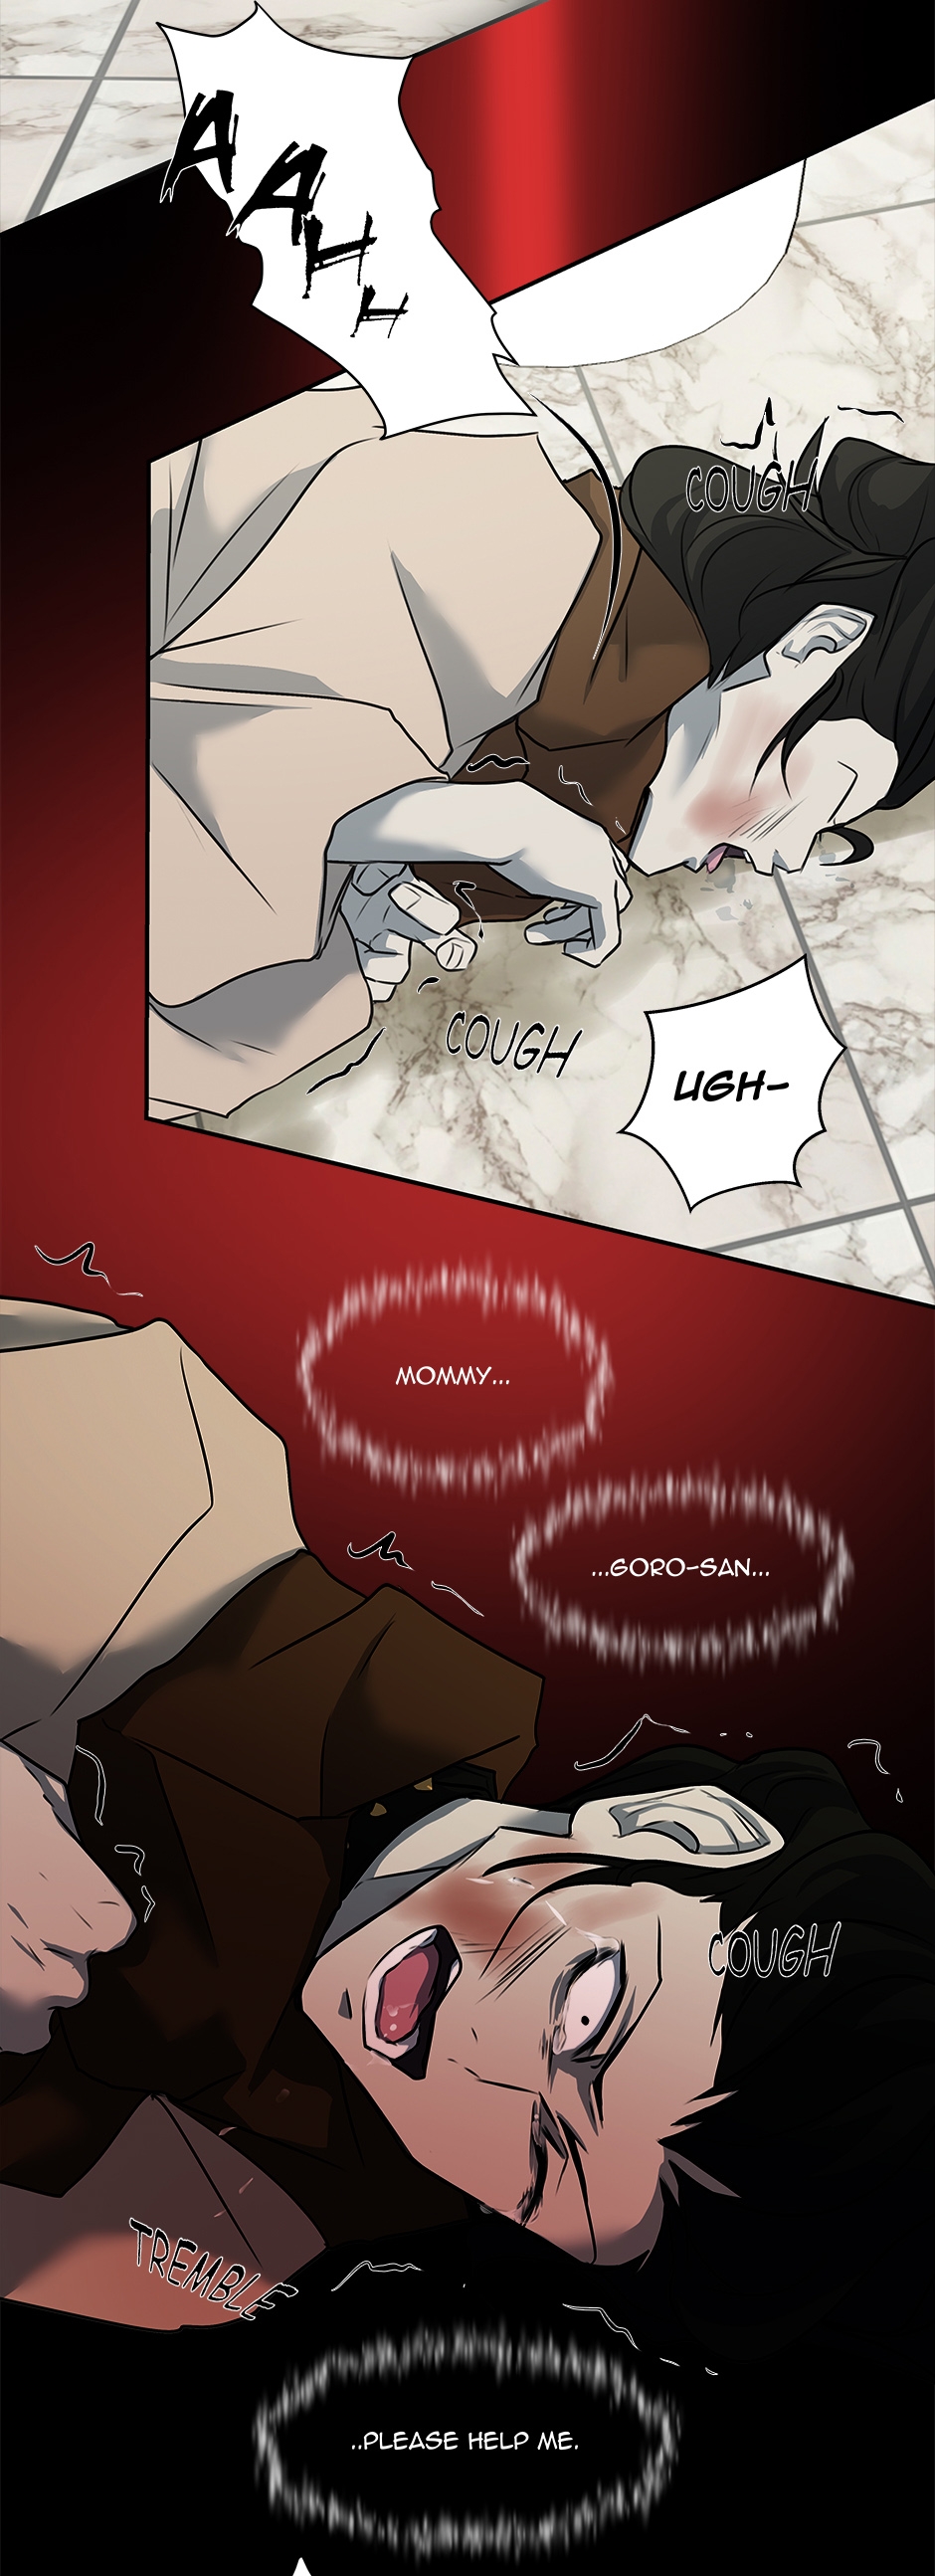 AAHH
COUGH
COUGH
UGH-
MOMMY...
...GORO-SAN...
COUGH
TREMBLE
..PLEASE HELP ME.